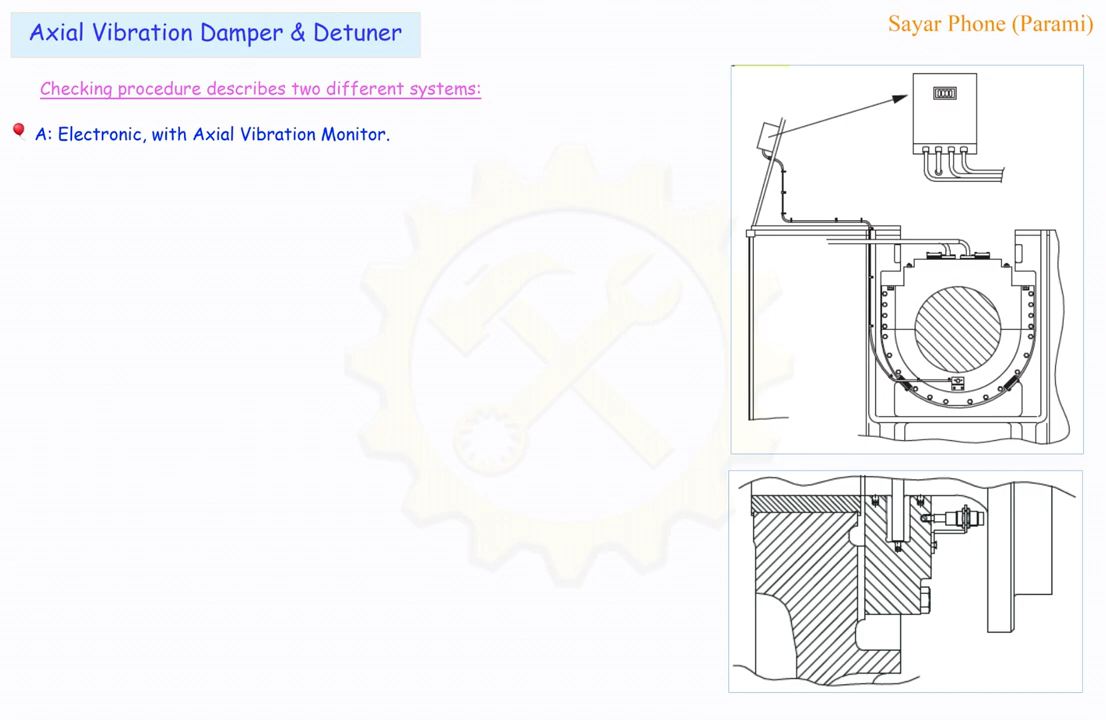 Axial Vibration Damper & Detuner
Sayar Phone (Parami)
Checking procedure describes two different systems:
A: Electronic, with Axial Vibration Monitor.